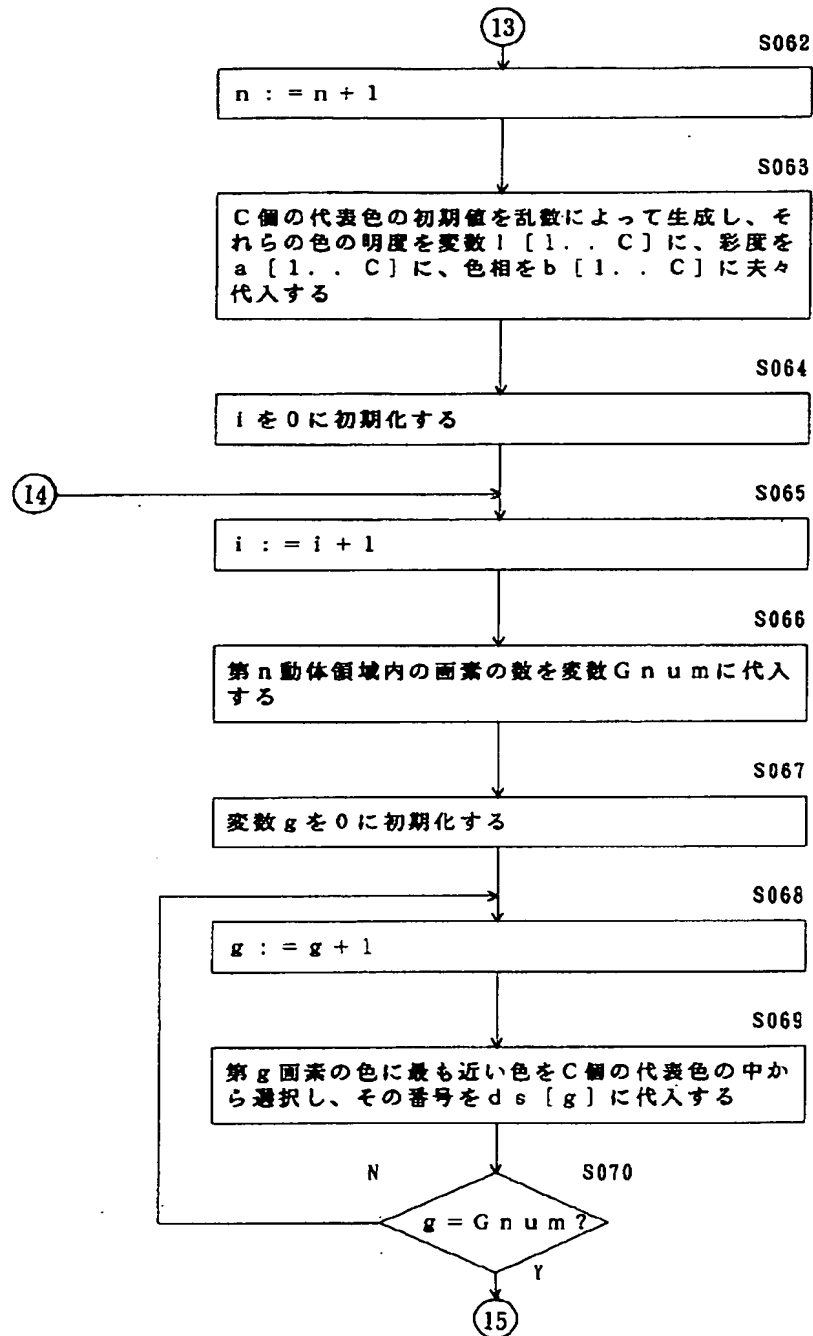 13
S062
n := n + 1
S063
C個の代表色の初期値を乱数によって生成し、そ
れらの色の明度を変数l[1..C]に、彩度を
a[1..C]に、色相をb[1..C]に夫々
代入する
S064
iを0に初期化する
14
S065
i := i + 1
S066
第n動体領域内の画素の数を変数Gnumに代入
する
S067
変数gを0に初期化する
S068
g := g + 1
S069
第g画素の色に最も近い色をC個の代表色の中か
ら選択し、その番号をds[g]に代入する
N
S070
g=Gnum?
Y
15